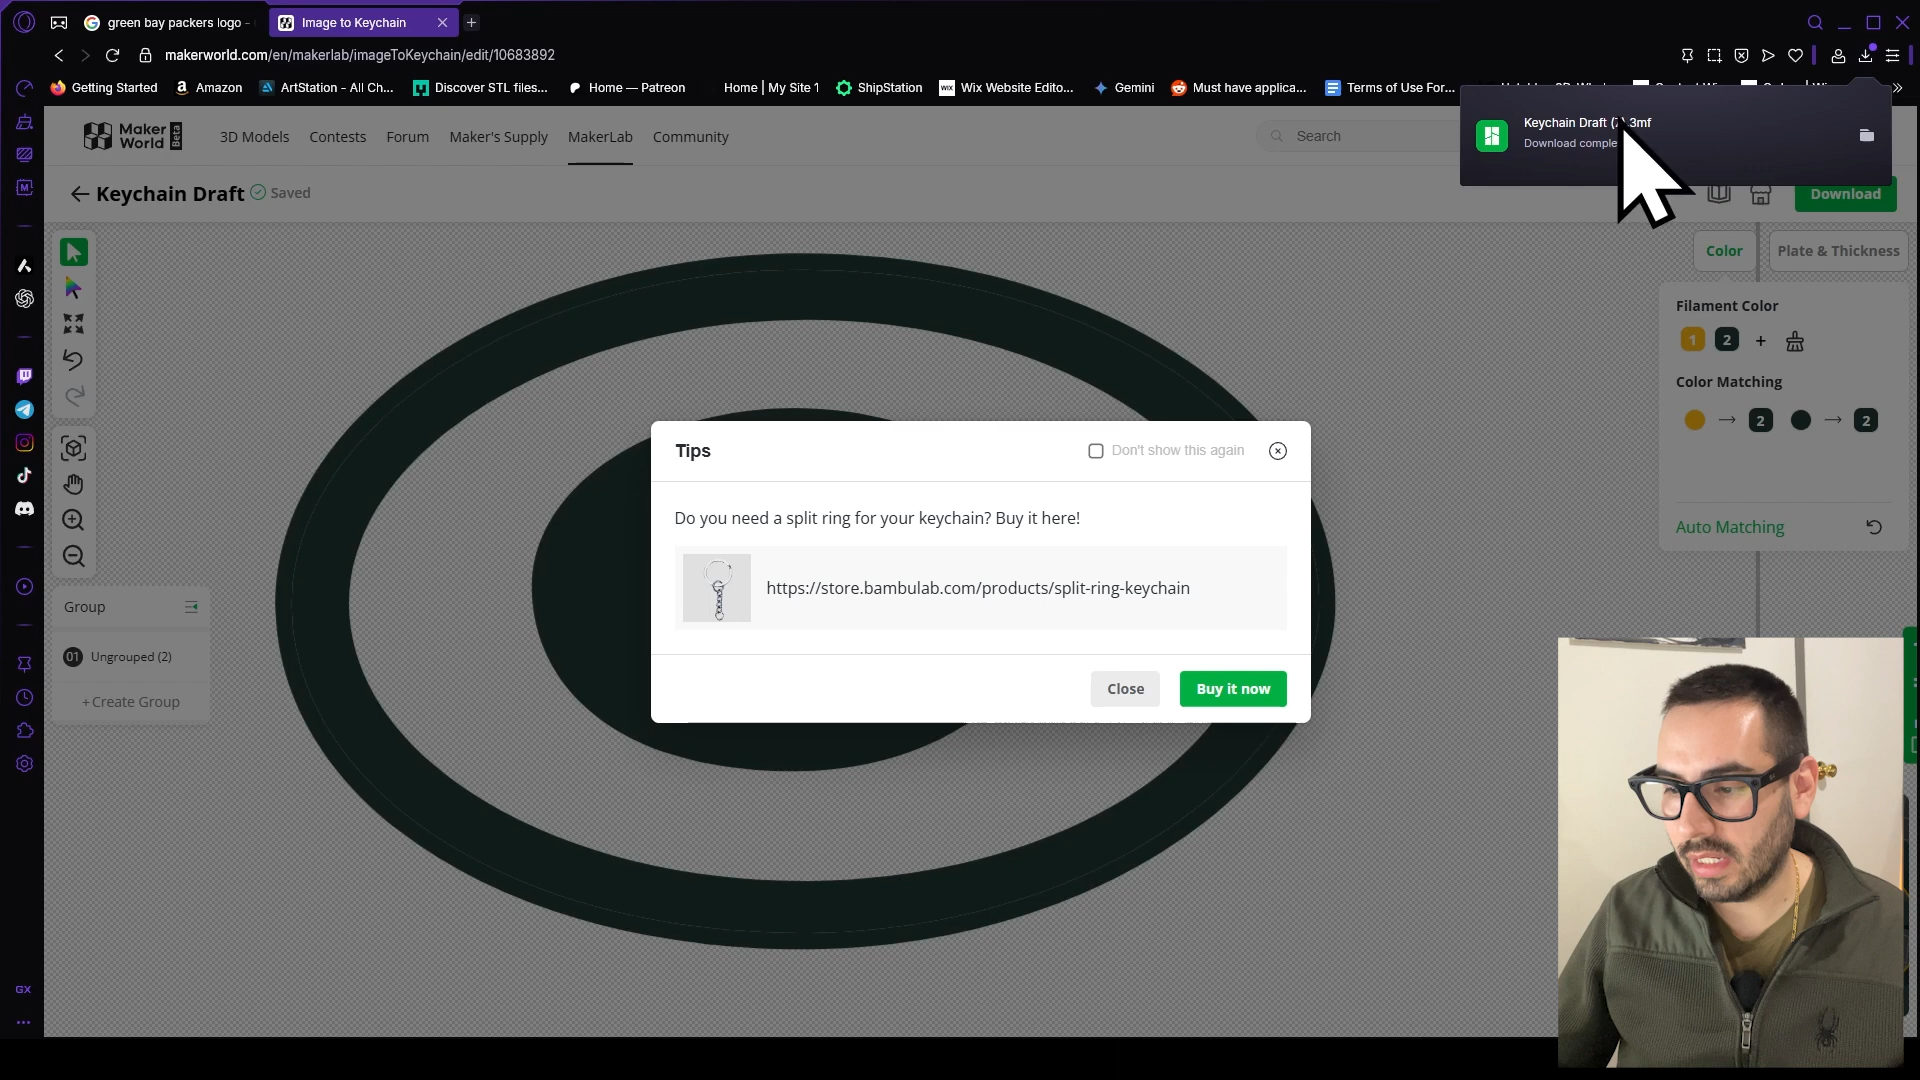 green bay packers logo -
Image to Keychain
makerworld.com/en/makerlab/imageToKeychain/edit/10683892
Getting Started
Amazon
ArtStation - All Ch...
Discover STL files...
Home — Patreon
Home | My Site 1
ShipStation
WIX
Wix Website Edito...
Gemini
Must have applica...
Terms of Use For...
Keychain Draft
.3mf
Maker
World
Beta
3D Models
Contests
Forum
Maker's Supply
MakerLab
Community
Search
Keychain Draft
Saved
Download
Color
Plate & Thickness
Filament Color
1
2
+
Color Matching
2
2
Auto Matching
Group
01
Ungrouped (2)
+ Create Group
Tips
Don't show this again
Do you need a split ring for your keychain? Buy it here!
https://store.bambulab.com/products/split-ring-keychain
Close
Buy it now
GX